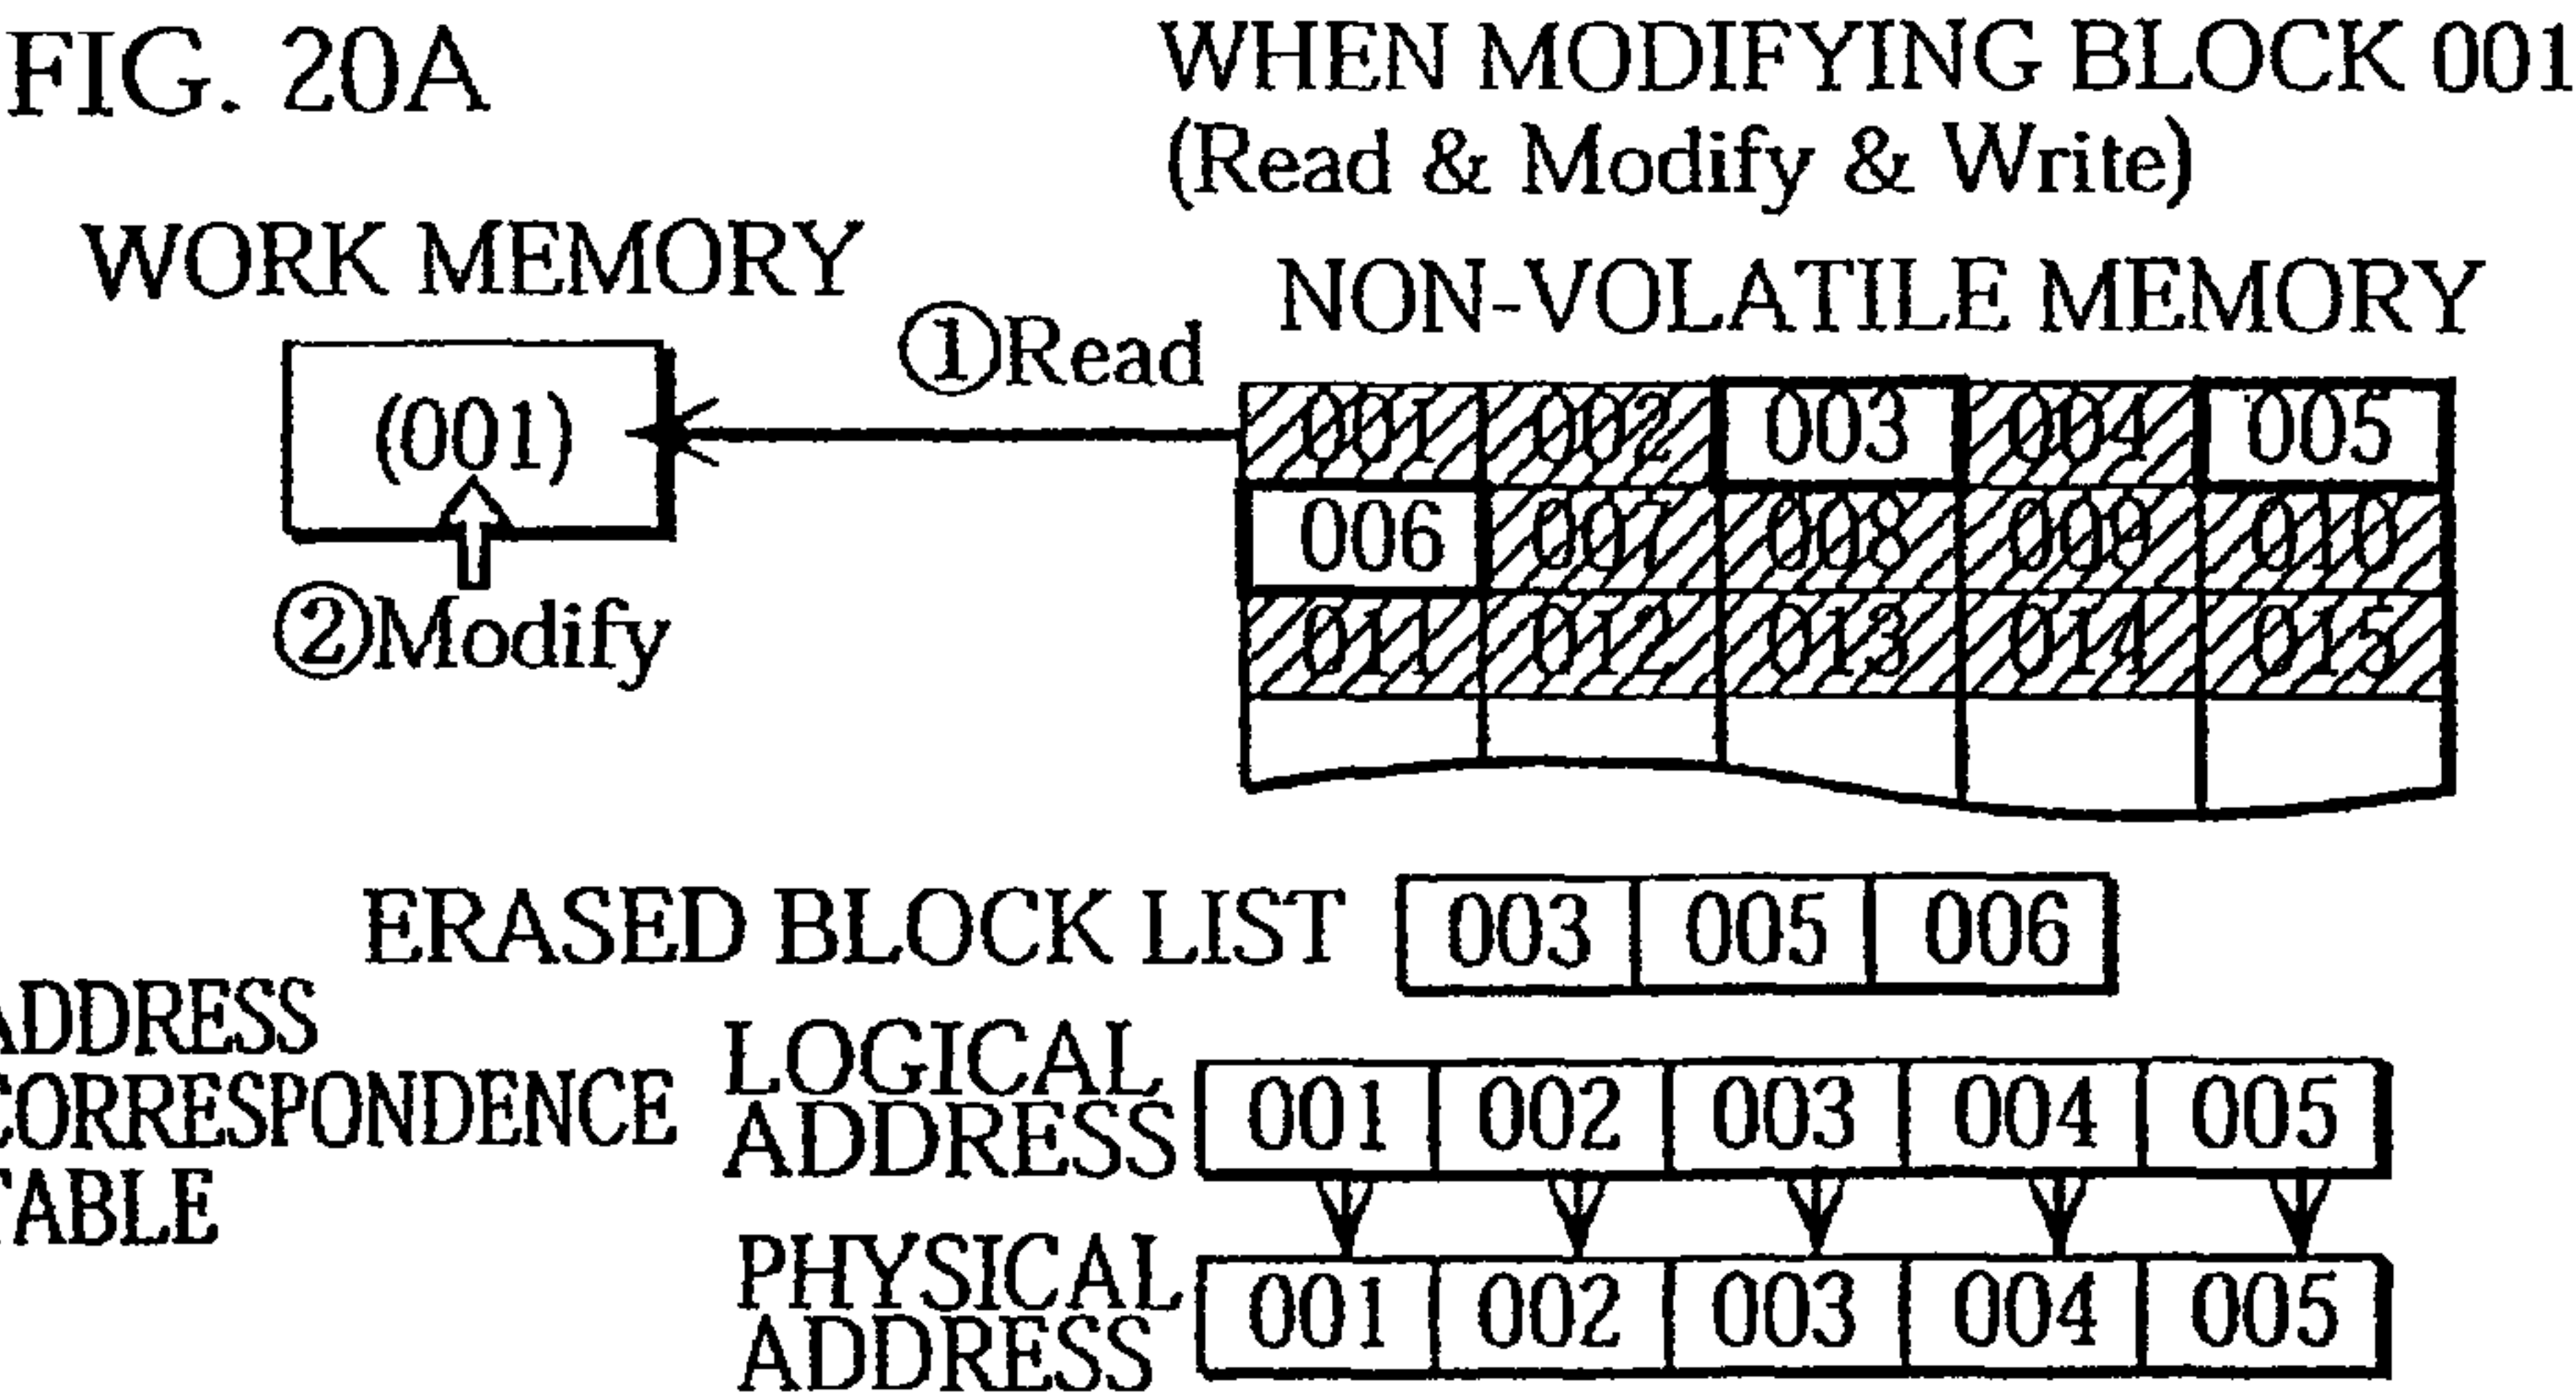 FIG. 20A
WHEN MODIFYING BLOCK 001
(Read & Modify & Write)
WORK MEMORY
NON-VOLATILE MEMORY
①Read
(001)
②Modify
001 002 003 004 005
006 007 008 009 010
011 012 013 014 015
ERASED BLOCK LIST 003 005 006
ADDRESS
CORRESPONDENCE
TABLE
LOGICAL
ADDRESS
001 002 003 004 005
PHYSICAL
ADDRESS
001 002 003 004 005